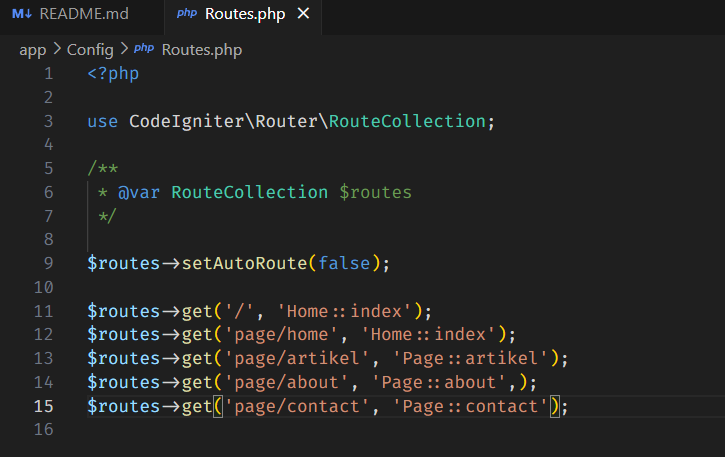 README.md
php Routes.php ×
app > Config > php Routes.php
1 <?php
2
3 use CodeIgniter\Router\RouteCollection;
4
5 /**
6 * @var RouteCollection $routes
7 */
8
9 $routes->setAutoRoute(false);
10
11 $routes->get('/', 'Home::index');
12 $routes->get('page/home', 'Home::index');
13 $routes->get('page/artikel', 'Page::artikel');
14 $routes->get('page/about', 'Page::about',);
15 $routes->get('page/contact', 'Page::contact');
16